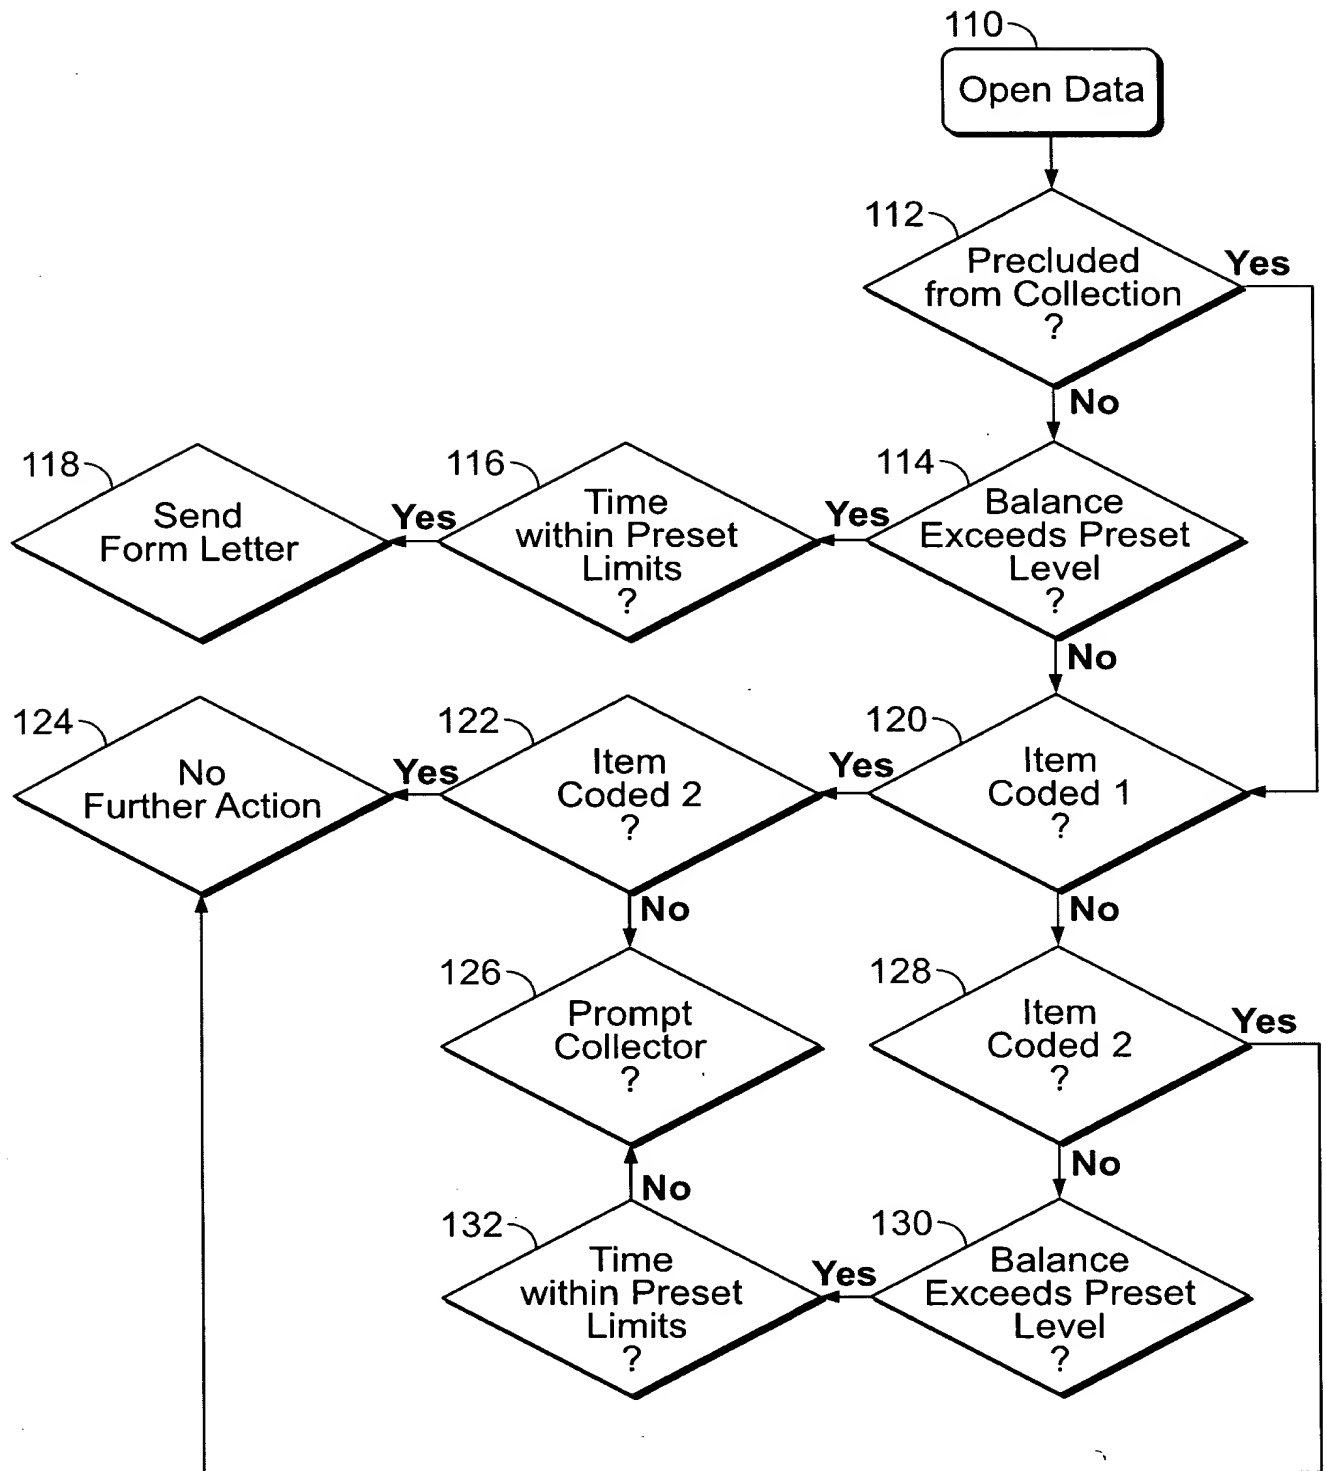 110
Open Data
112
Precluded
from Collection
?
Yes
No
118
Send
Form Letter
Yes
116
Time
within Preset
Limits
?
Yes
114
Balance
Exceeds Preset
Level
?
No
124
No
Further Action
Yes
122
Item
Coded 2
?
Yes
120
Item
Coded 1
?
No
No
126
Prompt
Collector
?
128
Item
Coded 2
?
Yes
No
No
132
Time
within Preset
Limits
?
Yes
130
Balance
Exceeds Preset
Level
?